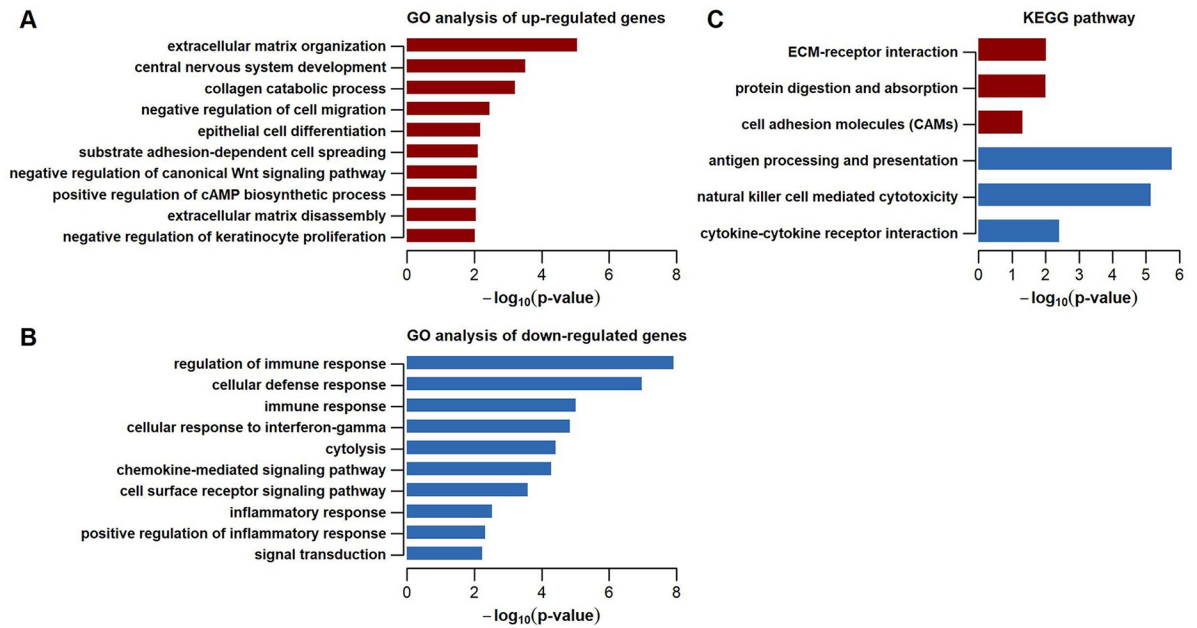 A
GO analysis of up-regulated genes
extracellular matrix organization
central nervous system development
collagen catabolic process
negative regulation of cell migration
epithelial cell differentiation
substrate adhesion-dependent cell spreading
negative regulation of canonical Wnt signaling pathway
positive regulation of cAMP biosynthetic process
extracellular matrix disassembly
negative regulation of keratinocyte proliferation
0 2 4 6 8
−log10(p-value)
B
GO analysis of down-regulated genes
regulation of immune response
cellular defense response
immune response
cellular response to interferon-gamma
cytolysis
chemokine-mediated signaling pathway
cell surface receptor signaling pathway
inflammatory response
positive regulation of inflammatory response
signal transduction
0 2 4 6 8
−log10(p-value)
C
KEGG pathway
ECM-receptor interaction
protein digestion and absorption
cell adhesion molecules (CAMs)
antigen processing and presentation
natural killer cell mediated cytotoxicity
cytokine-cytokine receptor interaction
0 1 2 3 4 5 6
−log10(p-value)